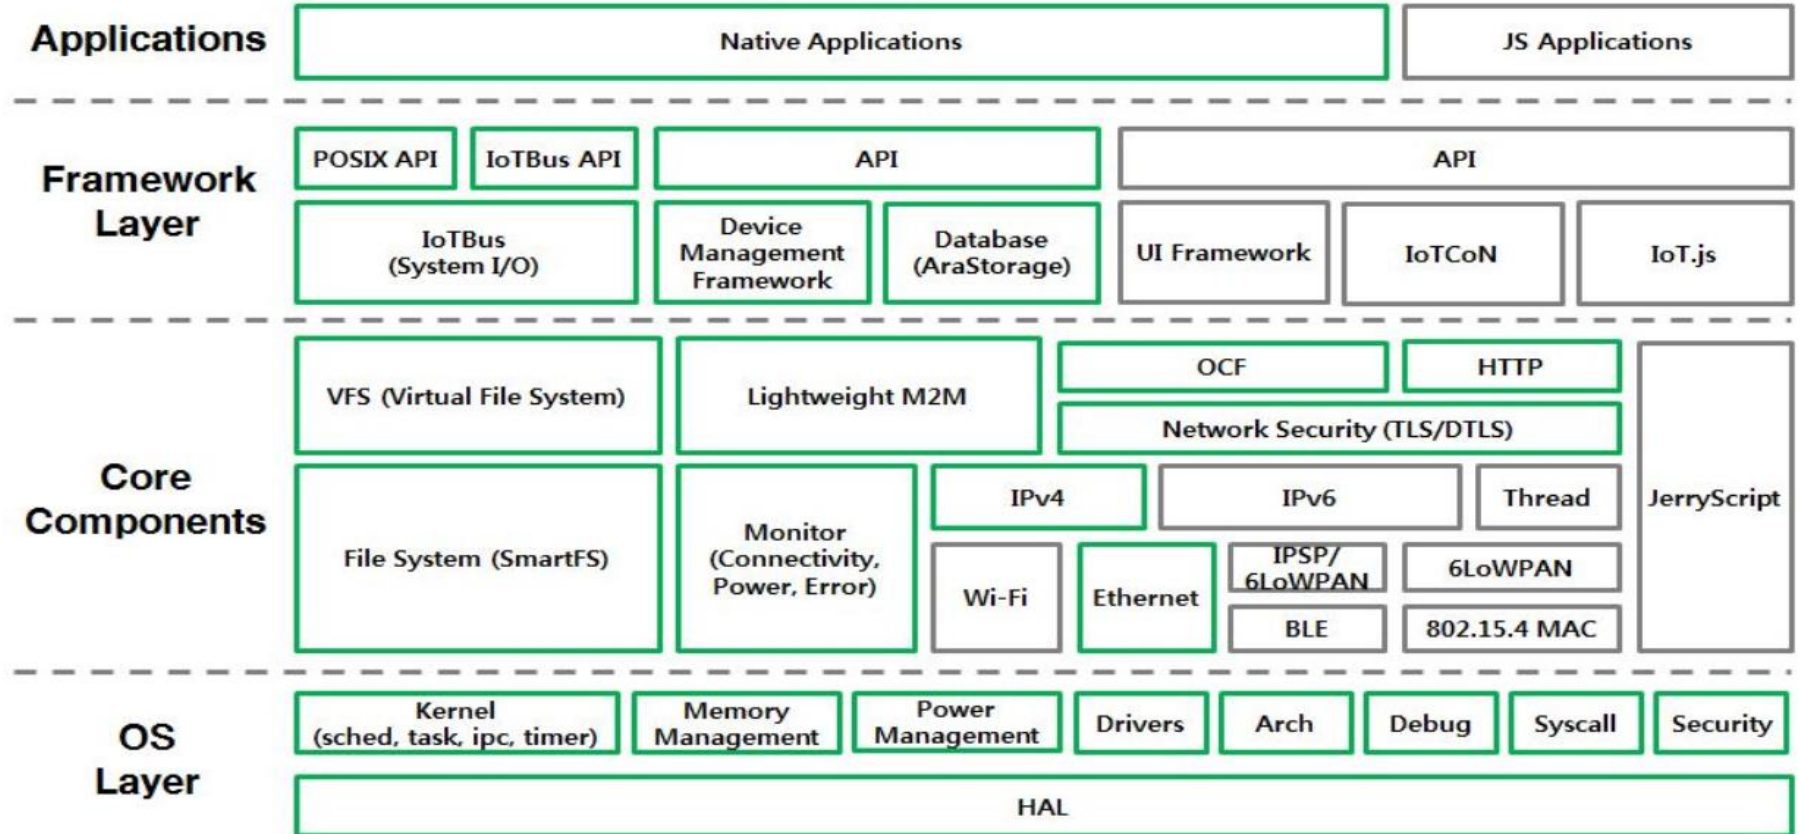 Applications
Native Applications
JS Applications
Framework
Layer
POSIX API
IoTBus API
API
API
IoTBus
(System I/O)
Device
Management
Framework
Database
(AraStorage)
UI Framework
IoTCoN
IoT.js
Core
Components
VFS (Virtual File System)
Lightweight M2M
OCF
HTTP
Network Security (TLS/DTLS)
File System (SmartFS)
Monitor
(Connectivity,
Power, Error)
IPv4
IPv6
Thread
JerryScript
Wi-Fi
Ethernet
IPSP/
6LoWPAN
6LoWPAN
BLE
802.15.4 MAC
OS
Layer
Kernel
(sched, task, ipc, timer)
Memory
Management
Power
Management
Drivers
Arch
Debug
Syscall
Security
HAL